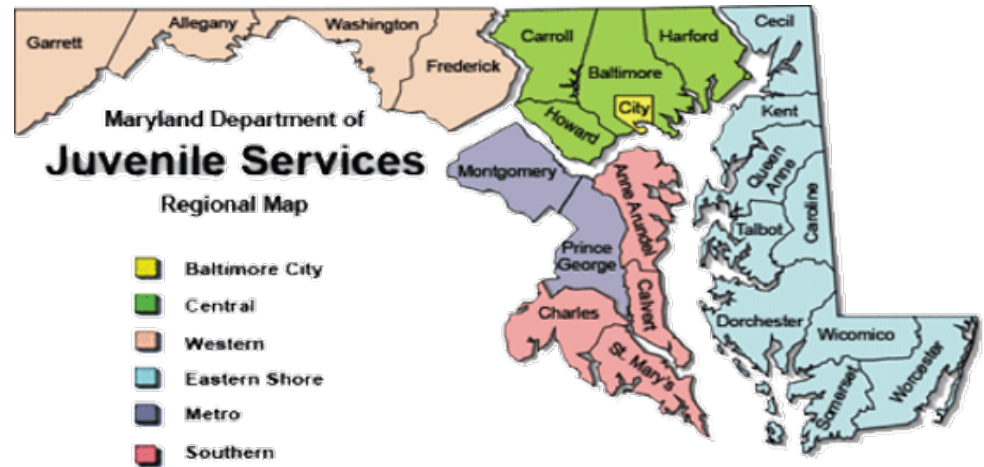 Garrett
Allegany
Washington
Frederick
Carroll
Harford
Baltimore
City
Howard
Cecil
Kent
Queen
Anne
Caroline
Talbot
Maryland Department of
Juvenile Services
Regional Map
Montgomery
Prince
George
Anne Arundel
Calvert
Charles
St. Mary's
Dorchester
Wicomico
Somerset
Worcester
Baltimore City
Central
Western
Eastern Shore
Metro
Southern